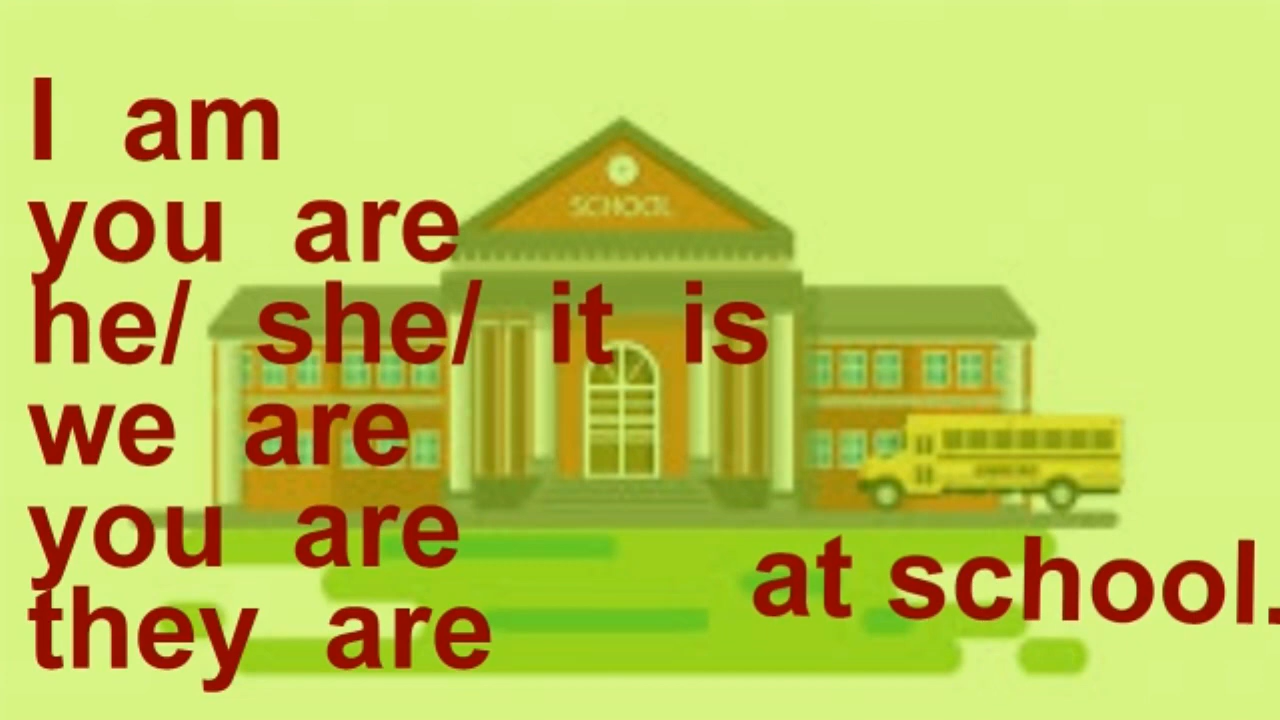 SCHOOL
I am
you are
he/ she/ it is
we are
you are
they are
at school.